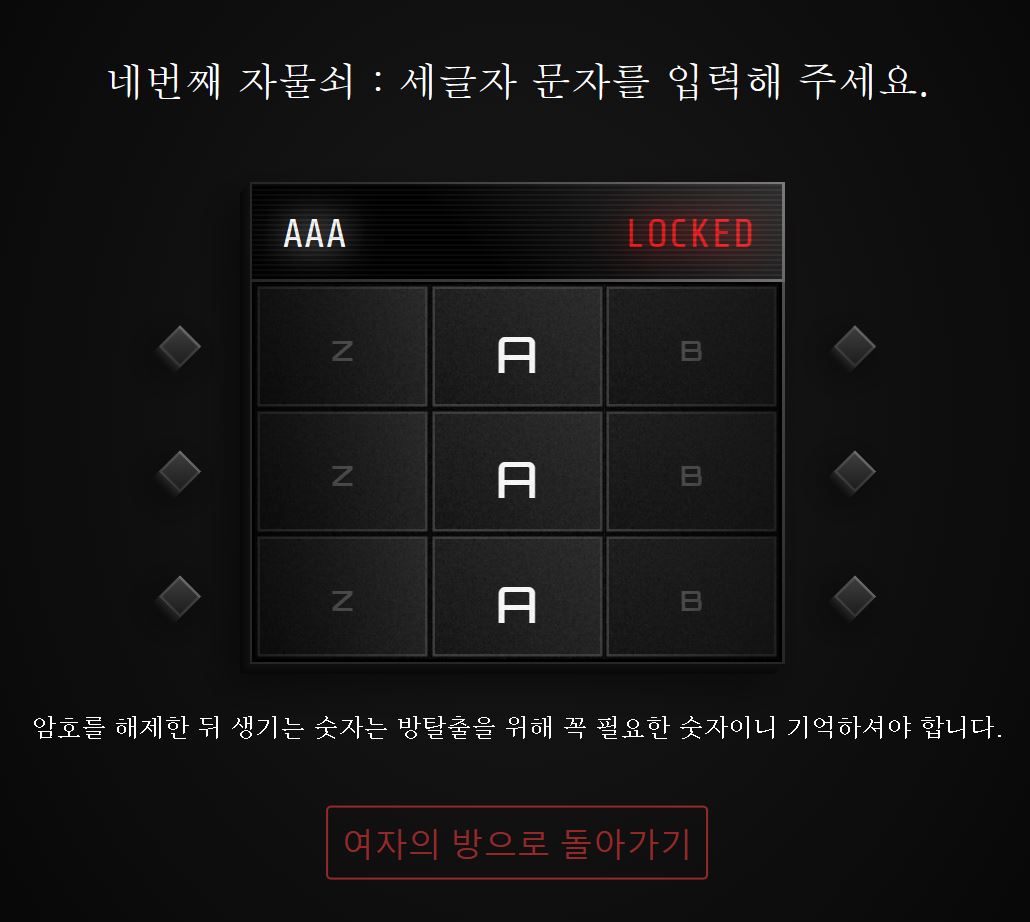 네번째 자물쇠 : 세글자 문자를 입력해 주세요.
AAA LOCKED
Z A B
Z A B
Z A B
암호를 해제한 뒤 생기는 숫자는 방탈출을 위해 꼭 필요한 숫자이니 기억하셔야 합니다.
여자의 방으로 돌아가기